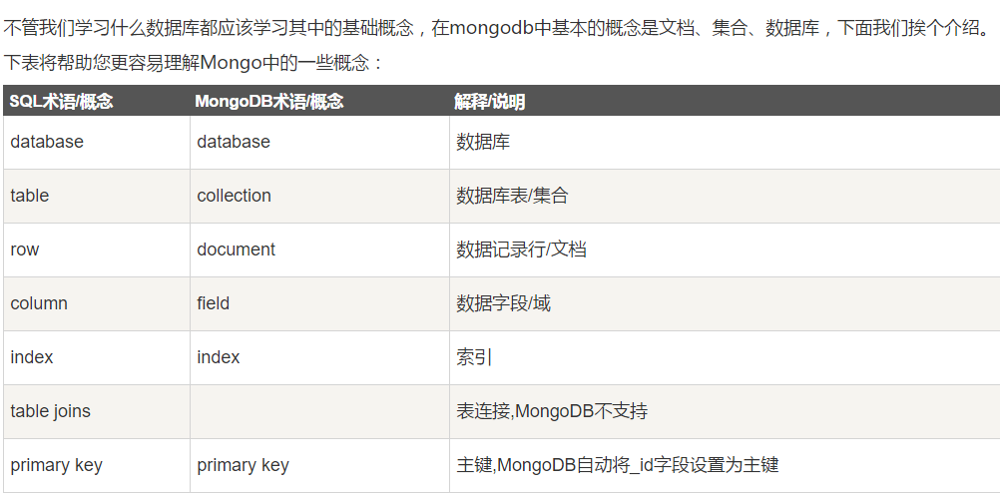 不管我们学习什么数据库都应该学习其中的基础概念，在mongodb中基本的概念是文档、集合、数据库，下面我们挨个介绍。
下表将帮助您更容易理解Mongo中的一些概念：
SQL术语/概念 MongoDB术语/概念 解释/说明
database database 数据库
table collection 数据库表/集合
row document 数据记录行/文档
column field 数据字段/域
index index 索引
table joins 表连接,MongoDB不支持
primary key primary key 主键,MongoDB自动将_id字段设置为主键